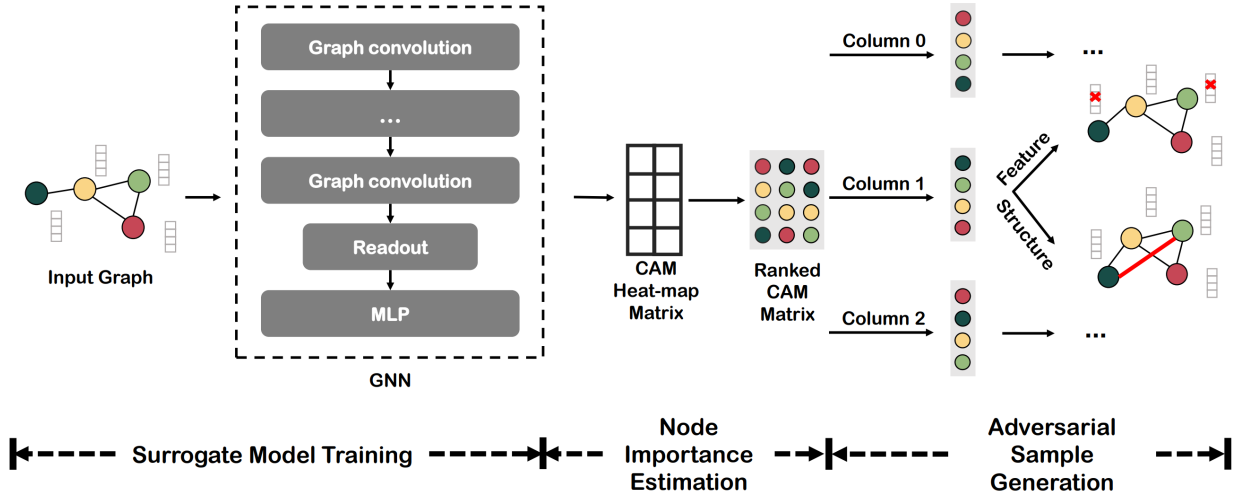 Graph convolution
...
Graph convolution
Readout
MLP
GNN
Input Graph
CAM
Heat-map
Matrix
Ranked
CAM
Matrix
Column 0
Column 1
Column 2
...
Feature
Structure
...
Surrogate Model Training
Node
Importance
Estimation
Adversarial
Sample
Generation